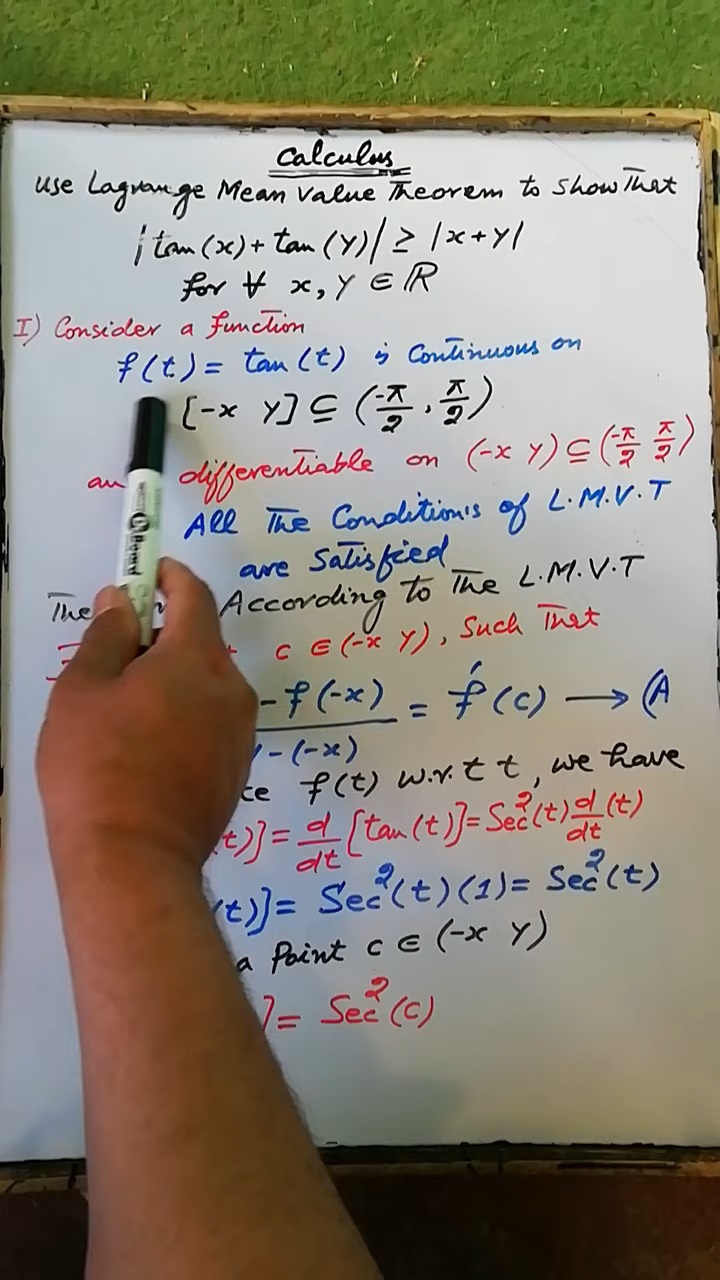 Calculus
Use Lagrange Mean Value Theorem to Show That
|tan(x)+ tan(Y)| ≥ |x+Y|
for ∀ x, Y ∈ ℝ
I) Consider a function
f(t) = tan(t) is Continuous on
[-x Y] ⊆ (-π/2, π/2)
an differentiable on (-x Y) ⊆ (-π/2 π/2)
All The Conditions of L.M.V.T
are Satisfied
The According to The L.M.V.T
∃ c ∈ (-x Y), Such That
- f(-x) / - (-x) = f'(c) → (A
f(t) w.r.t t, we have
t)] = d/dt [tan(t)] = Sec²(t) d/dt (t)
(t)] = Sec²(t)(1) = Sec²(t)
a Point c ∈ (-x Y)
] = Sec²(c)